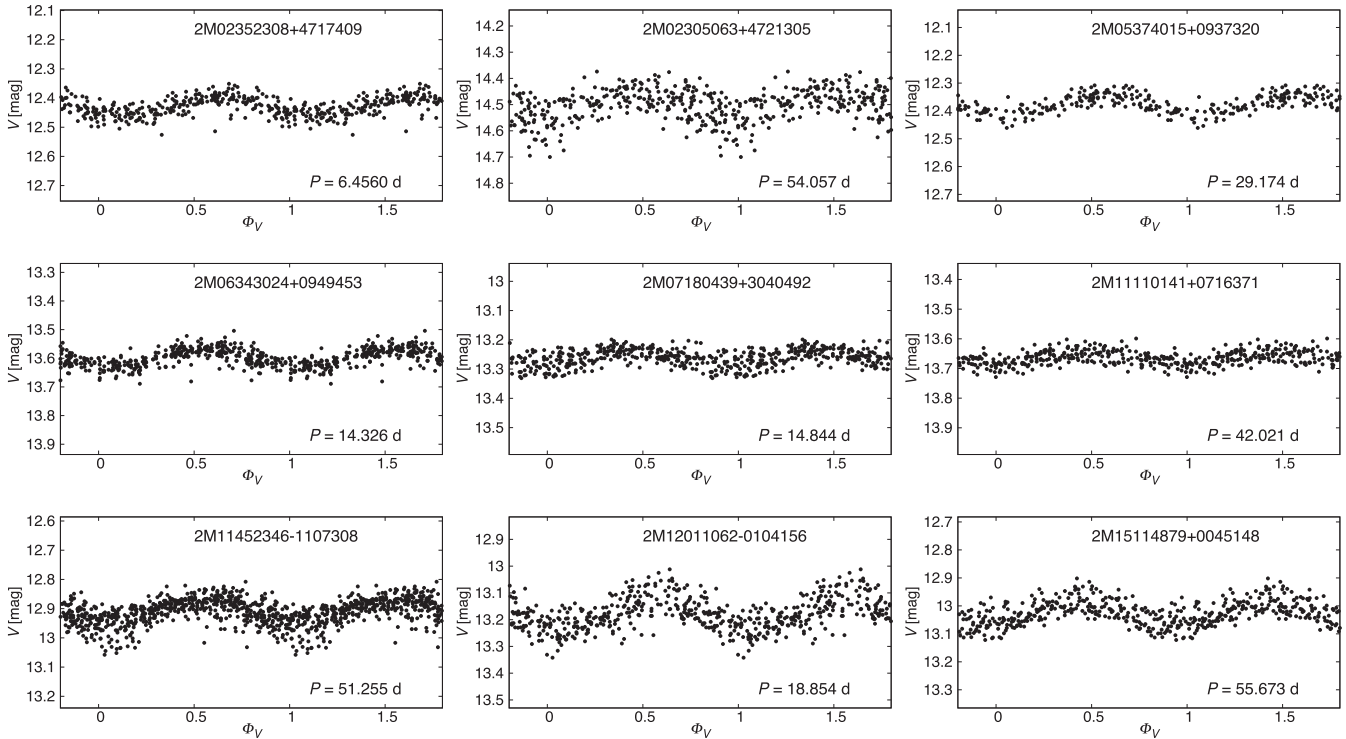 12.1
12.2
12.3
12.4
12.5
12.6
12.7
V [mag]
2M02352308+4717409
P = 6.4560 d
0 0.5 1 1.5
Φ_V
14.2
14.3
14.4
14.5
14.6
14.7
14.8
V [mag]
2M02305063+4721305
P = 54.057 d
0 0.5 1 1.5
Φ_V
12.1
12.2
12.3
12.4
12.5
12.6
12.7
V [mag]
2M05374015+0937320
P = 29.174 d
0 0.5 1 1.5
Φ_V
13.3
13.4
13.5
13.6
13.7
13.8
13.9
V [mag]
2M06343024+0949453
P = 14.326 d
0 0.5 1 1.5
Φ_V
13
13.1
13.2
13.3
13.4
13.5
V [mag]
2M07180439+3040492
P = 14.844 d
0 0.5 1 1.5
Φ_V
13.4
13.5
13.6
13.7
13.8
13.9
V [mag]
2M11110141+0716371
P = 42.021 d
0 0.5 1 1.5
Φ_V
12.6
12.7
12.8
12.9
13
13.1
13.2
V [mag]
2M11452346-1107308
P = 51.255 d
0 0.5 1 1.5
Φ_V
12.9
13
13.1
13.2
13.3
13.4
13.5
V [mag]
2M12011062-0104156
P = 18.854 d
0 0.5 1 1.5
Φ_V
12.7
12.8
12.9
13
13.1
13.2
13.3
V [mag]
2M15114879+0045148
P = 55.673 d
0 0.5 1 1.5
Φ_V